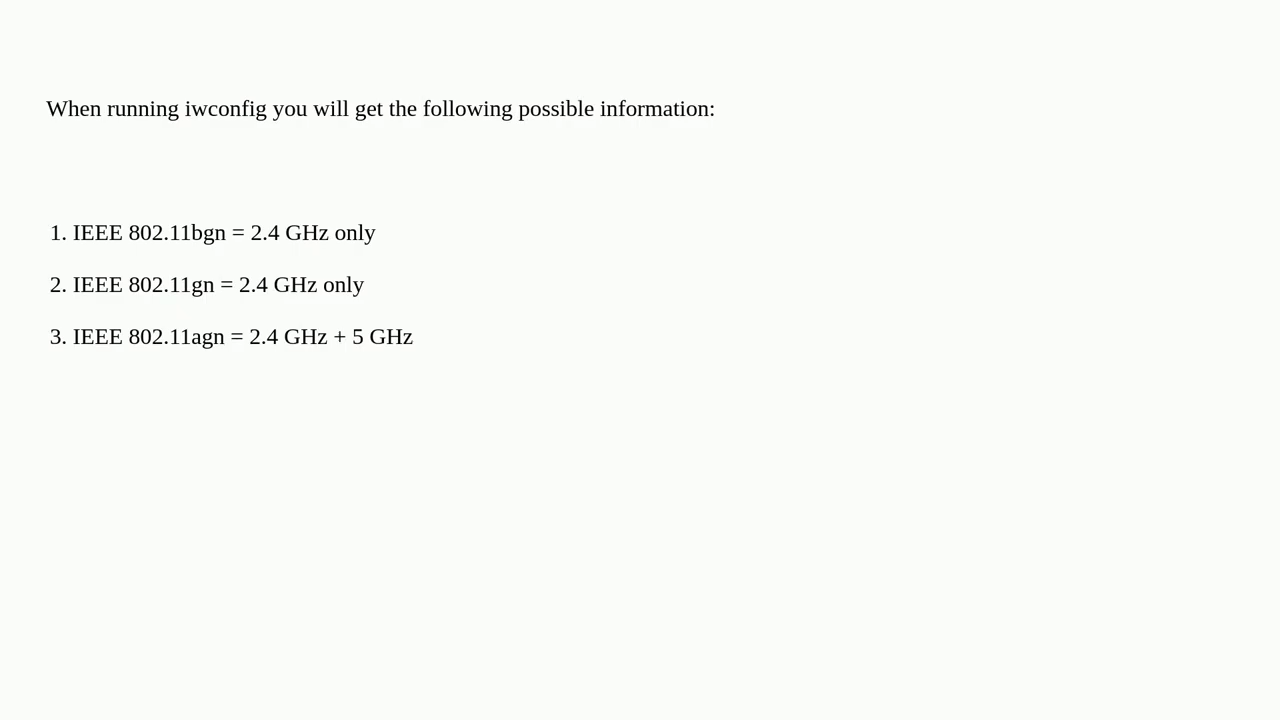 When running iwconfig you will get the following possible information:
1. IEEE 802.11bgn = 2.4 GHz only
2. IEEE 802.11gn = 2.4 GHz only
3. IEEE 802.11agn = 2.4 GHz + 5 GHz